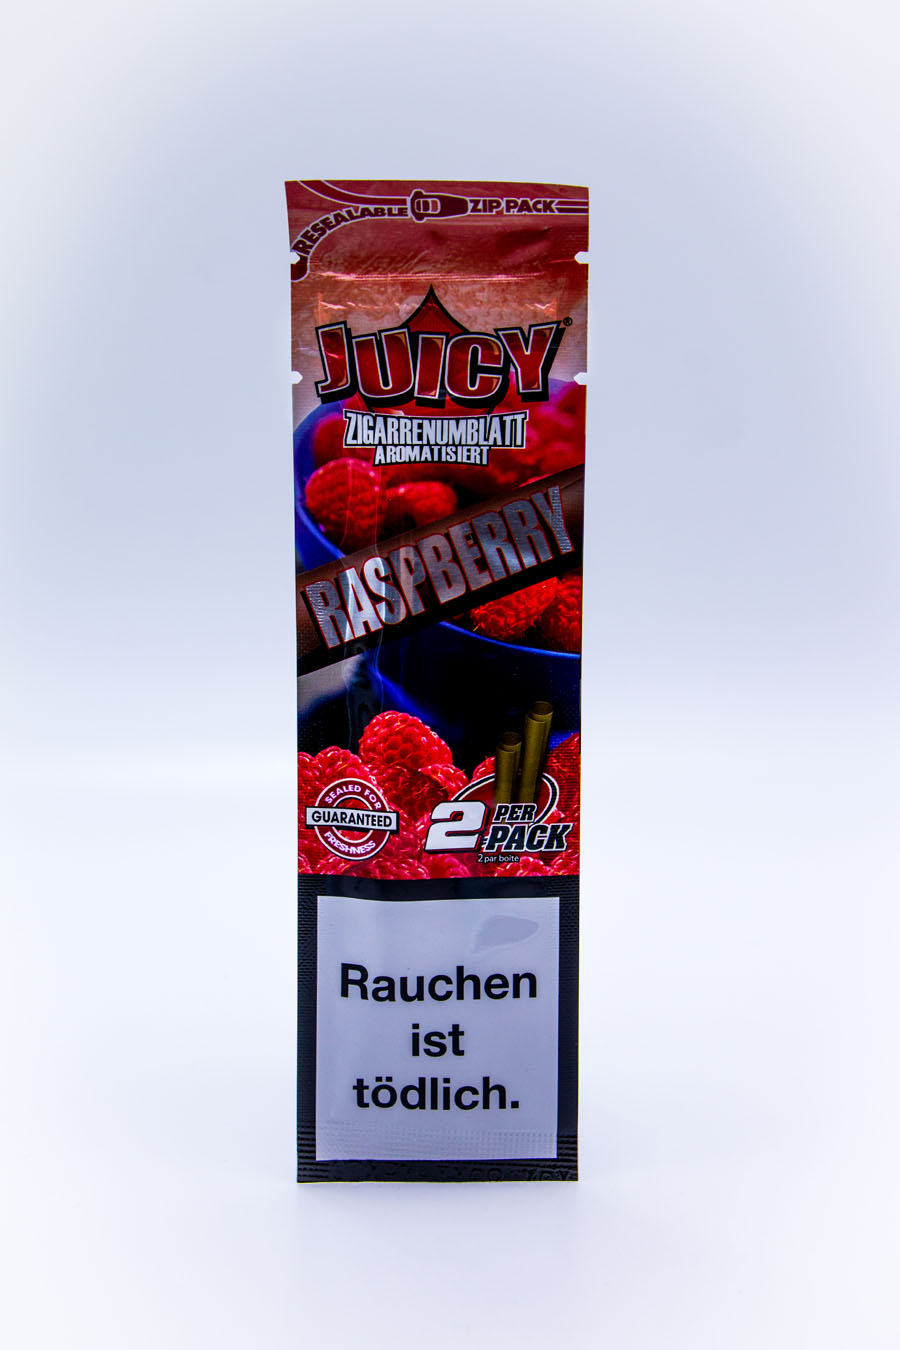 RESEALABLE ZIP PACK
JUICY®
ZIGARRENUMBLATT
AROMATISIERT
RASPBERRY
SEALED FOR
GUARANTEED
FRESHNESS
2 PER
PACK
2 par boîte
Rauchen
ist
tödlich.